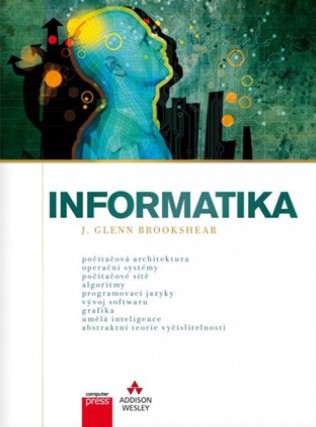 INFORMATIKA
J. GLENN BROOKSHEAR
počítačová architektura
operační systémy
počítačové sítě
algoritmy
programovací jazyky
vývoj softwaru
grafika
umělá inteligence
abstraktní teorie vyčíslitelnosti
computer
press
ADDISON
WESLEY